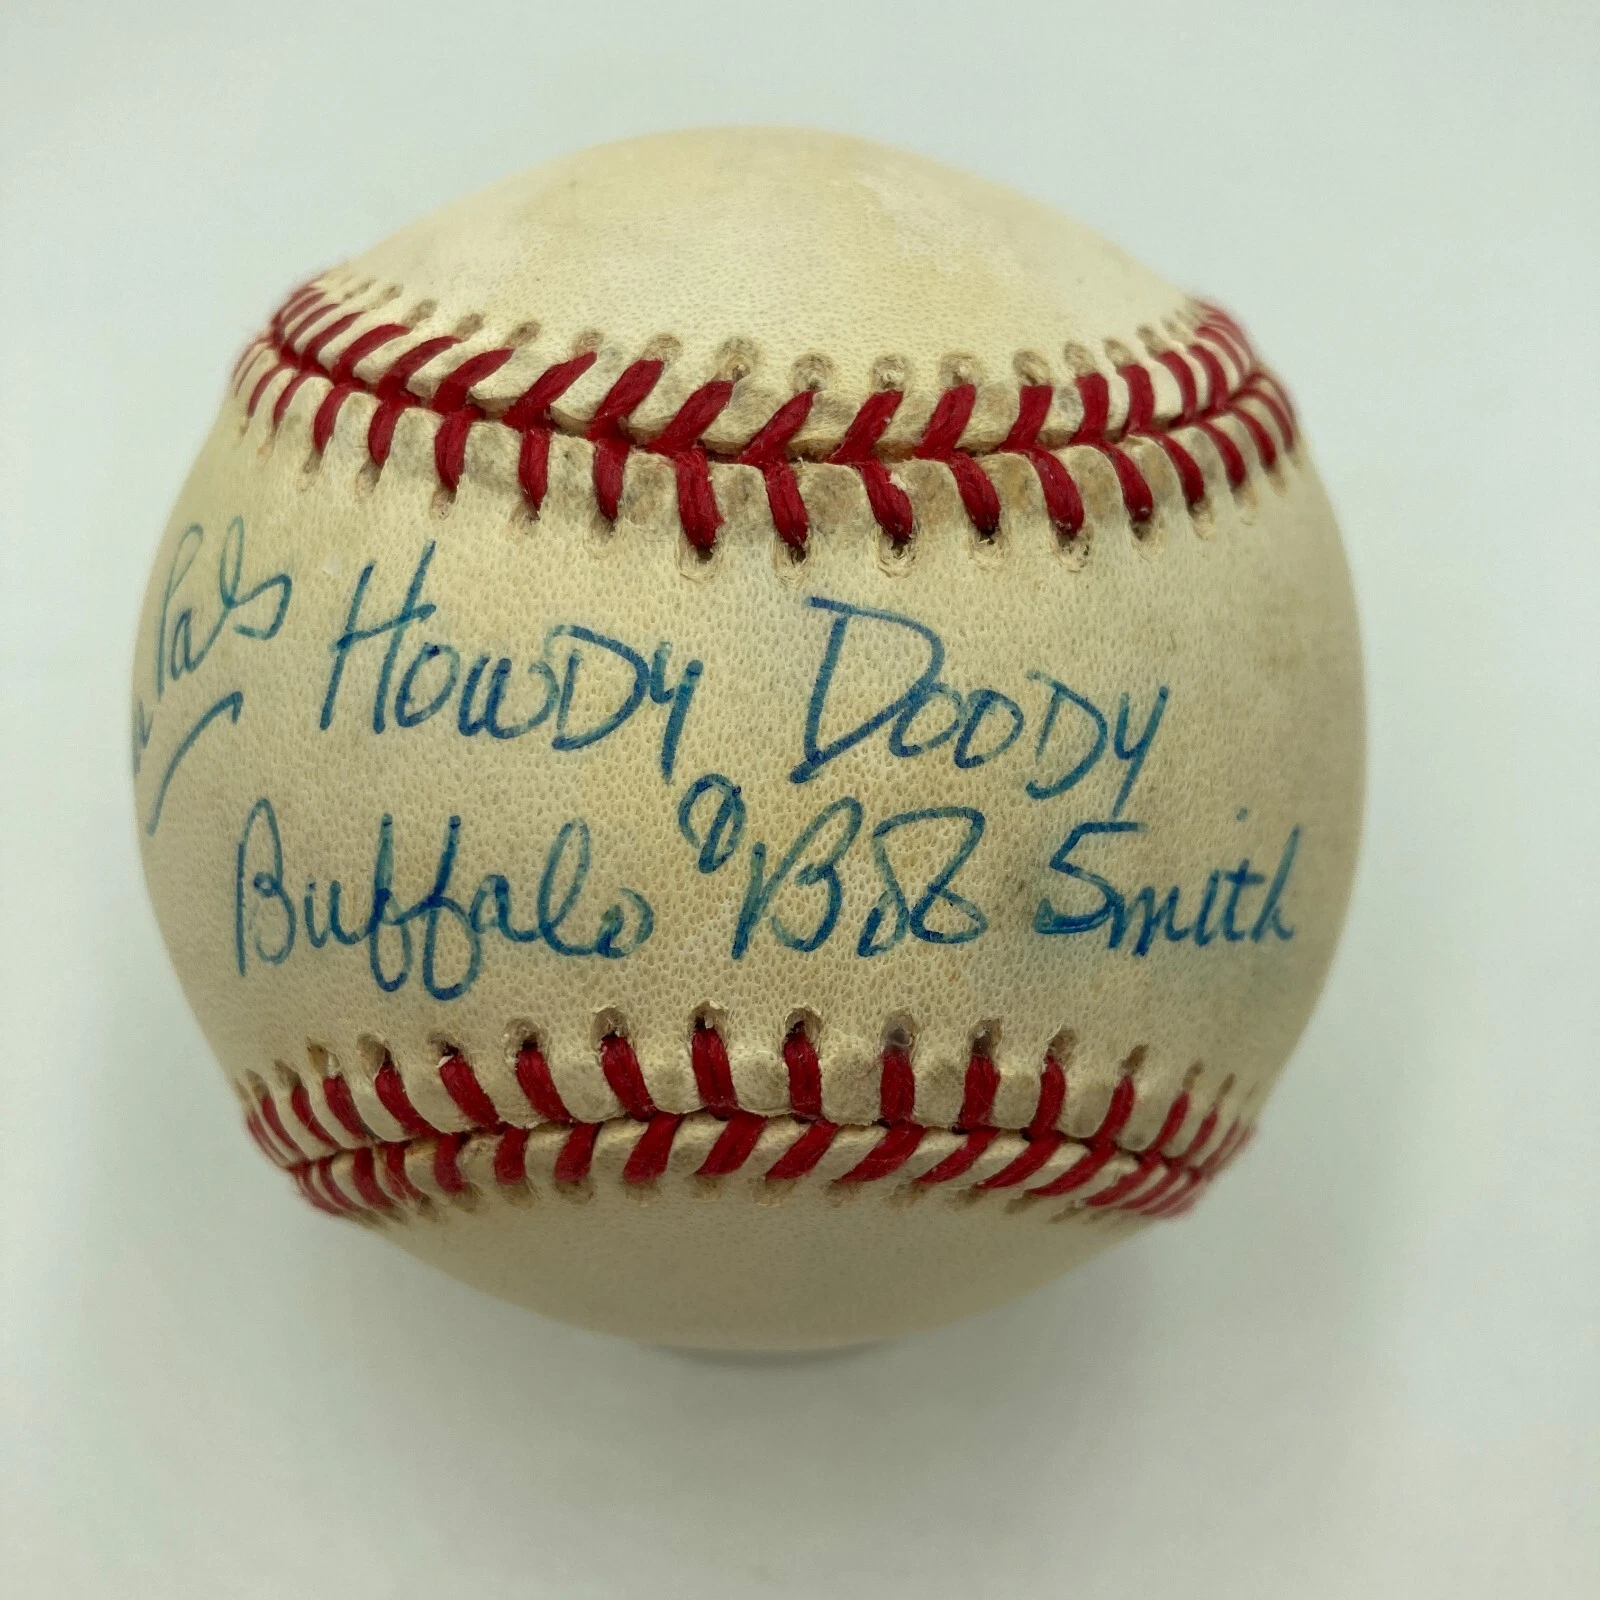 Pals Howdy Doody
& Buffalo Bob Smith